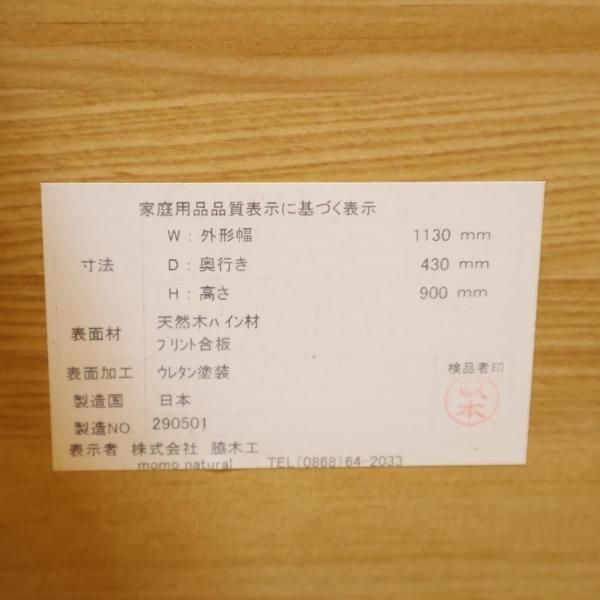 家庭用品品質表示に基づく表示
寸法
W：外形幅 1130 mm
D：奥行き 430 mm
H：高さ 900 mm
表面材 天然木パイン材
プリント合板
表面加工 ウレタン塗装
検品者印
製造国 日本
製造NO. 290501
表示者 株式会社 脇木工
momo natural TEL(0868)64-2033